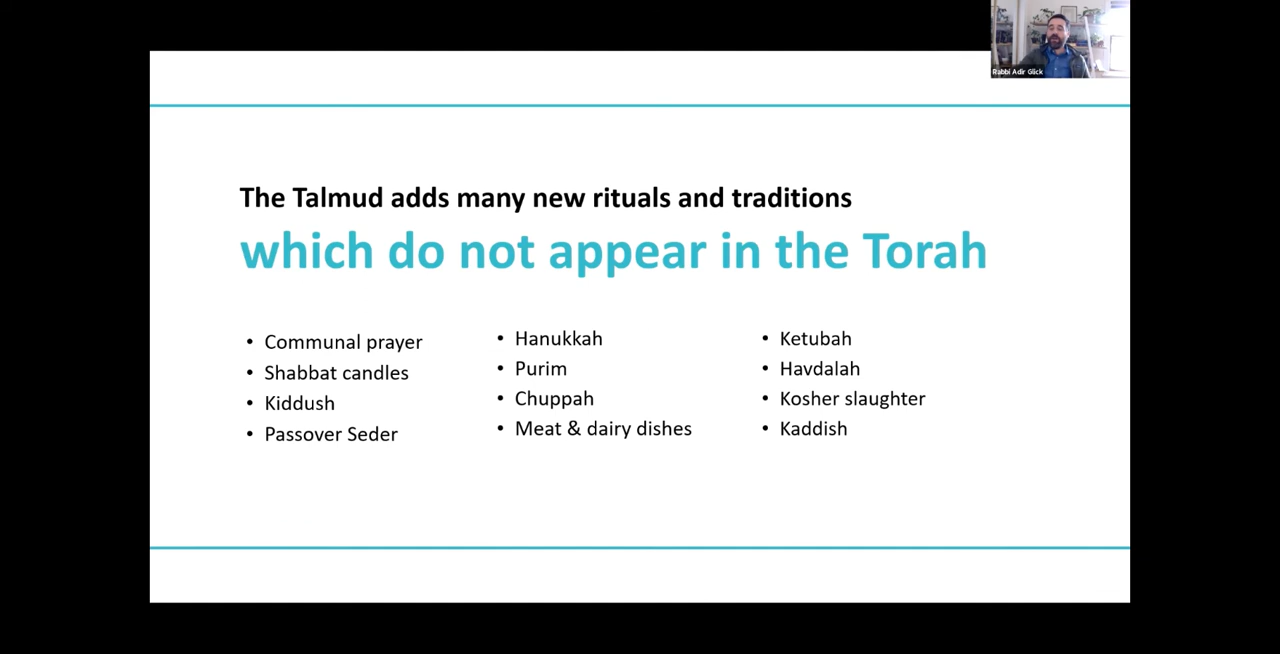 Rabbi Adir Glick
The Talmud adds many new rituals and traditions
which do not appear in the Torah
• Communal prayer
• Shabbat candles
• Kiddush
• Passover Seder
• Hanukkah
• Purim
• Chuppah
• Meat & dairy dishes
• Ketubah
• Havdalah
• Kosher slaughter
• Kaddish